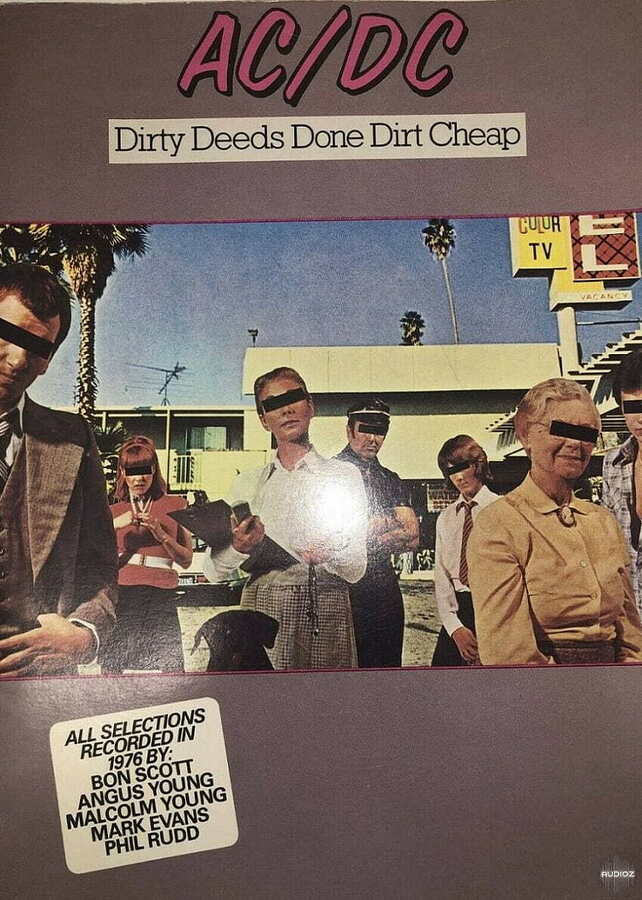 AC/DC
Dirty Deeds Done Dirt Cheap
COLOR
TV
EL
VACANCY
ALL SELECTIONS
RECORDED IN
1976 BY:
BON SCOTT
ANGUS YOUNG
MALCOLM YOUNG
MARK EVANS
PHIL RUDD
AUDIOZ